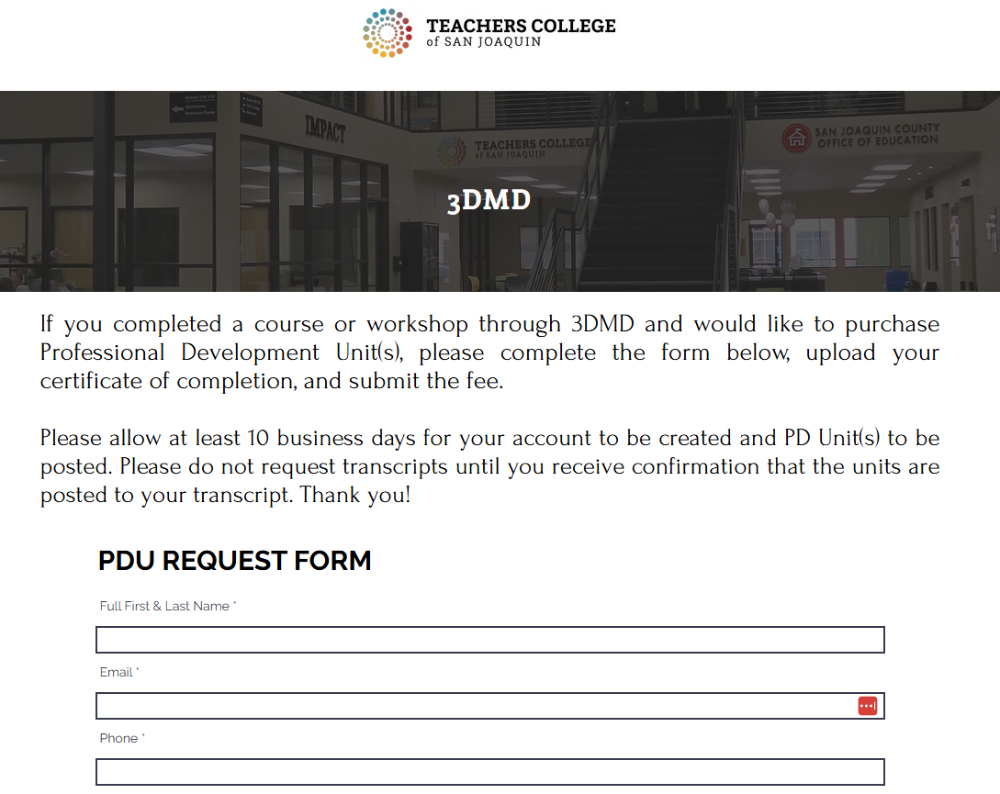 TEACHERS COLLEGE
of SAN JOAQUIN
IMPACT
TEACHERS COLLEGE
of SAN JOAQUIN
SAN JOAQUIN COUNTY
OFFICE OF EDUCATION
3DMD
If you completed a course or workshop through 3DMD and would like to purchase
Professional Development Unit(s), please complete the form below, upload your
certificate of completion, and submit the fee.
Please allow at least 10 business days for your account to be created and PD Unit(s) to be
posted. Please do not request transcripts until you receive confirmation that the units are
posted to your transcript. Thank you!
PDU REQUEST FORM
Full First & Last Name *
Email *
Phone *